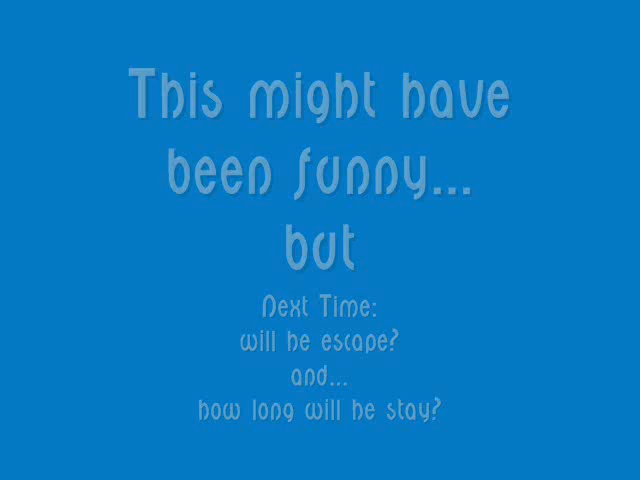 This might have
been funny...
but
Next Time:
will he escape?
and...
how long will he stay?